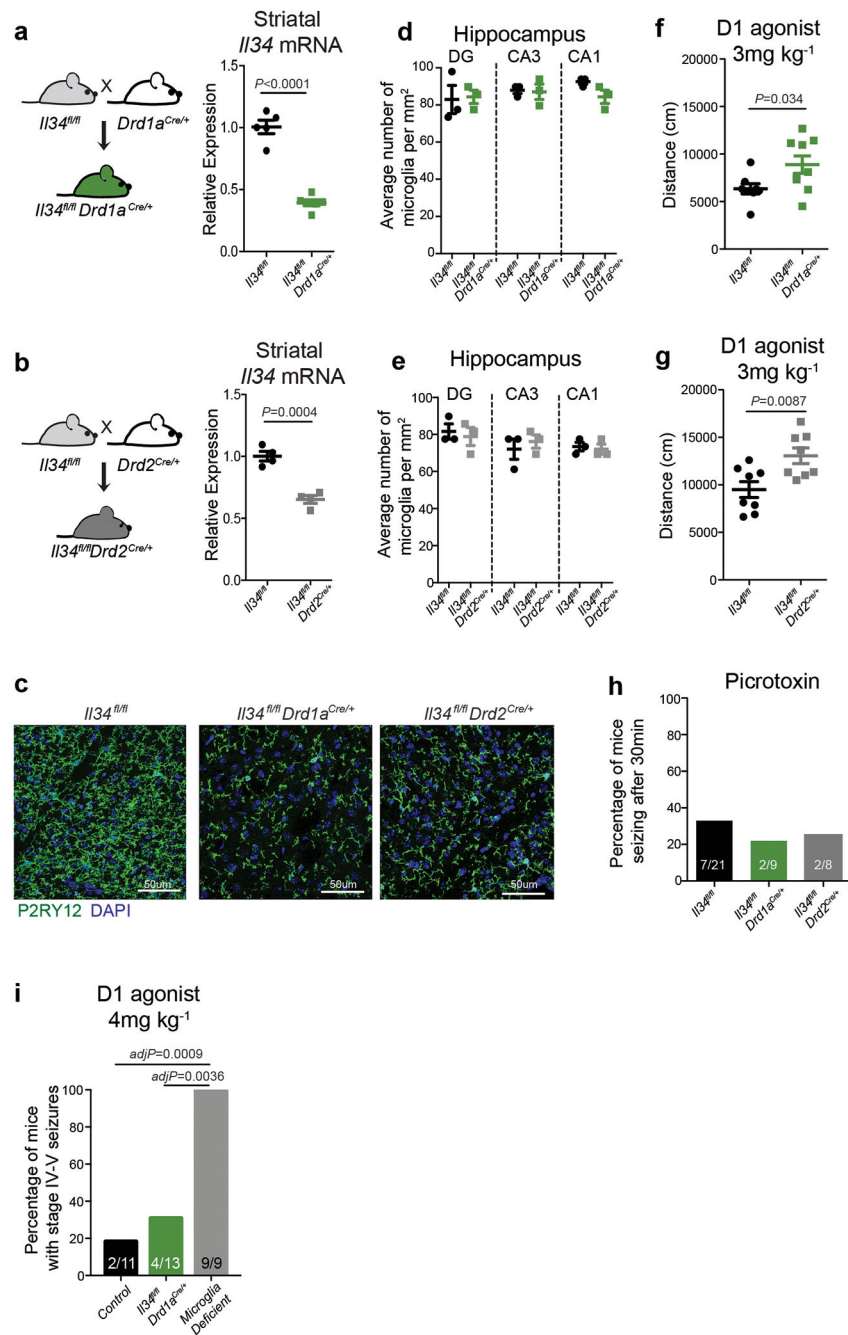 a
Striatal
Il34 mRNA
X
Il34fl/fl
Drd1aCre/+
Il34fl/fl Drd1aCre/+
Relative Expression
1.5
1.0
0.5
0.0
P<0.0001
Il34fl/fl
Il34fl/fl
Drd1aCre/+
d
Hippocampus
DG
CA3
CA1
Average number of
microglia per mm2
100
80
60
40
20
0
Il34fl/fl
Il34fl/fl
Drd1aCre/+
Il34fl/fl
Il34fl/fl
Drd1aCre/+
Il34fl/fl
Il34fl/fl
Drd1aCre/+
f
D1 agonist
3mg kg-1
Distance (cm)
20000
15000
10000
5000
0
P=0.034
Il34fl/fl
Il34fl/fl
Drd1aCre/+
b
Striatal
Il34 mRNA
X
Il34fl/fl
Drd2Cre/+
Il34fl/flDrd2Cre/+
Relative Expression
1.5
1.0
0.5
0.0
P=0.0004
Il34fl/fl
Il34fl/fl
Drd2Cre/+
e
Hippocampus
DG
CA3
CA1
Average number of
microglia per mm2
100
80
60
40
20
0
Il34fl/fl
Il34fl/fl
Drd2Cre/+
Il34fl/fl
Il34fl/fl
Drd2Cre/+
Il34fl/fl
Il34fl/fl
Drd2Cre/+
g
D1 agonist
3mg kg-1
Distance (cm)
20000
15000
10000
5000
0
P=0.0087
Il34fl/fl
Il34fl/fl
Drd2Cre/+
c
Il34 fl/fl
Il34 fl/fl Drd1aCre/+
Il34 fl/fl Drd2Cre/+
50um
50um
50um
P2RY12 DAPI
h
Picrotoxin
Percentage of mice
seizing after 30min
100
80
60
40
20
0
7/21
2/9
2/8
Il34fl/fl
Il34fl/fl
Drd1aCre/+
Il34fl/fl
Drd2Cre/+
i
D1 agonist
4mg kg-1
adjP=0.0009
adjP=0.0036
Percentage of mice
with stage IV-V seizures
100
80
60
40
20
0
2/11
4/13
9/9
Control
Il34fl/fl
Drd1aCre/+
Microglia
Deficient